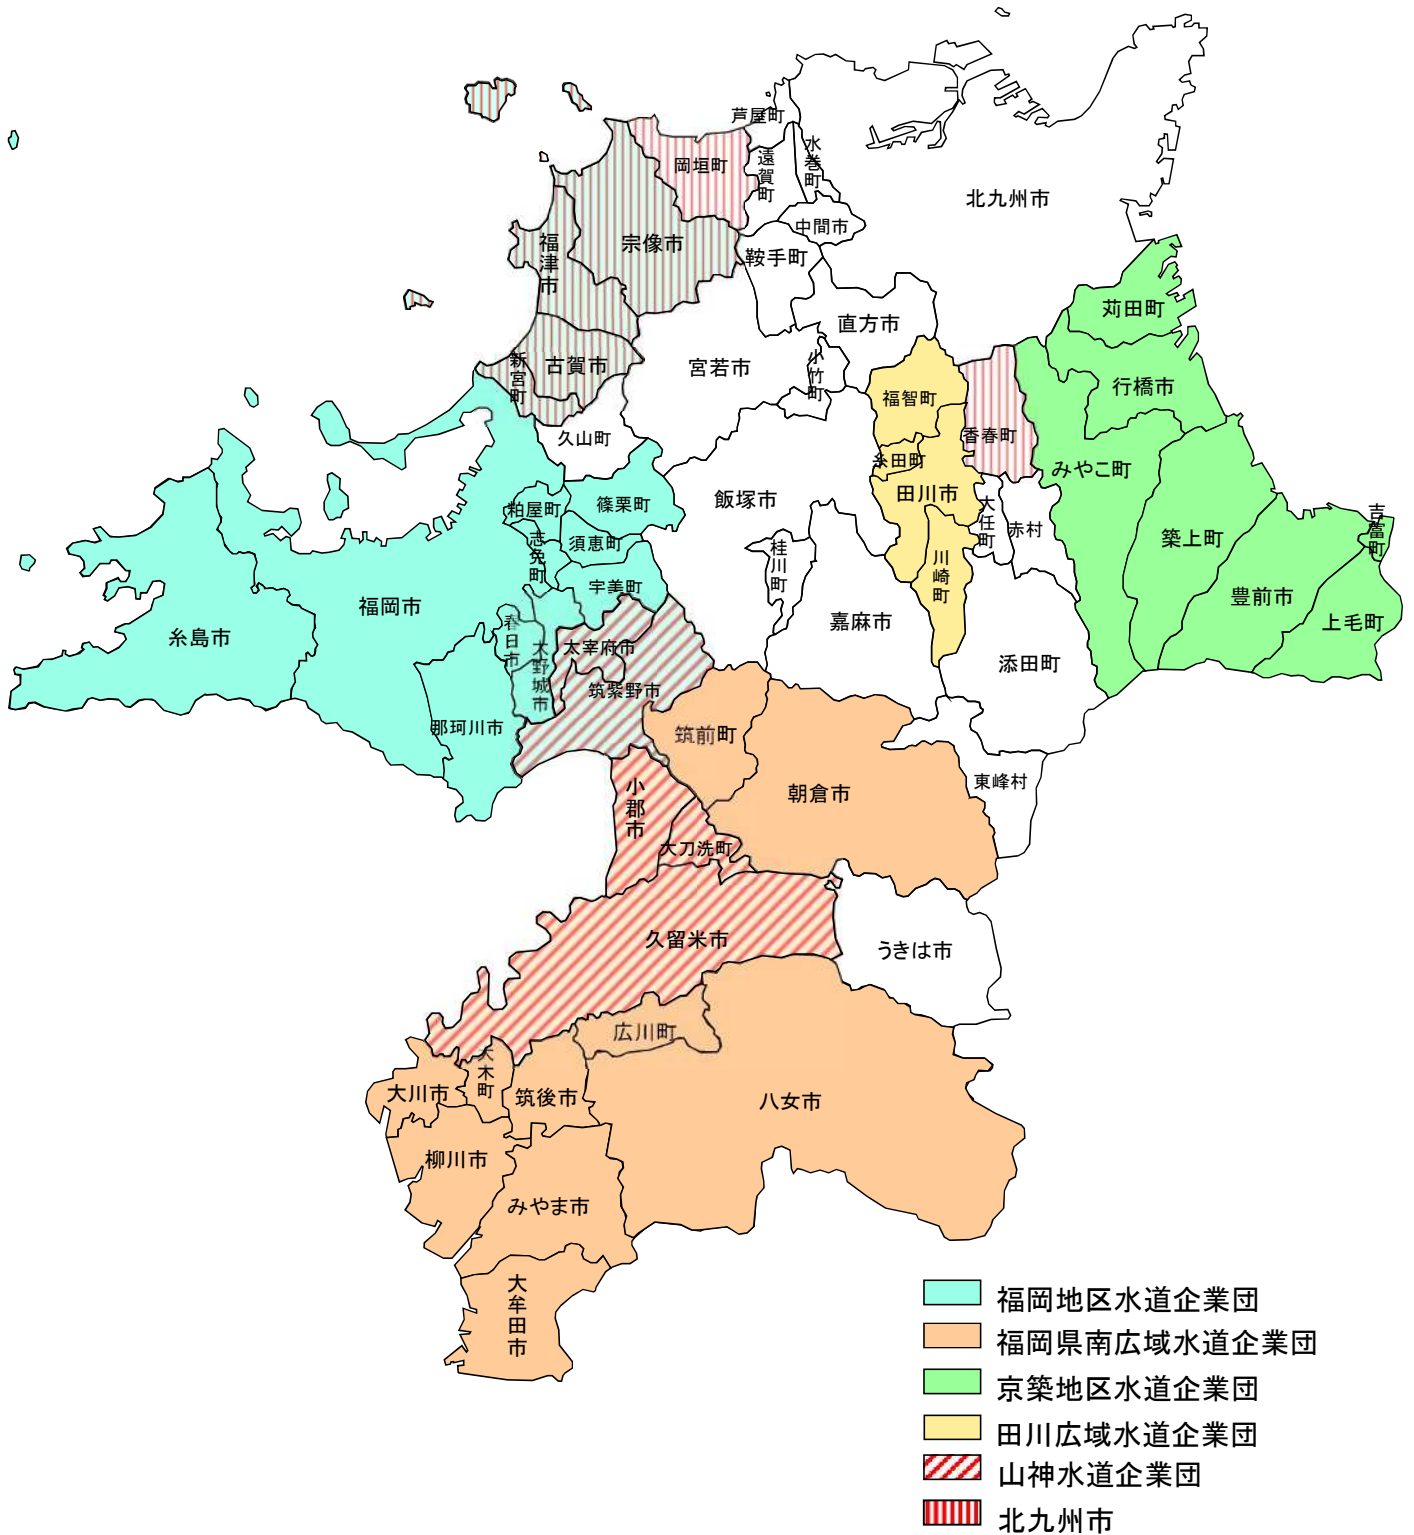 芦屋町
水巻町
岡垣町
遠賀町
北九州市
中間市
福津市
宗像市
鞍手町
苅田町
直方市
新宮町
古賀市
宮若市
小竹町
行橋市
福智町
久山町
香春町
糸田町
みやこ町
粕屋町
篠栗町
飯塚市
田川市
大任町
赤村
吉富町
志免町
須恵町
桂川町
築上町
宇美町
川崎町
福岡市
豊前市
糸島市
春日市
大野城市
太宰府市
嘉麻市
上毛町
筑紫野市
添田町
那珂川市
筑前町
小郡市
朝倉市
東峰村
大刀洗町
久留米市
うきは市
広川町
大川市
大木町
筑後市
八女市
柳川市
みやま市
大牟田市
福岡地区水道企業団
福岡県南広域水道企業団
京築地区水道企業団
田川広域水道企業団
山神水道企業団
北九州市